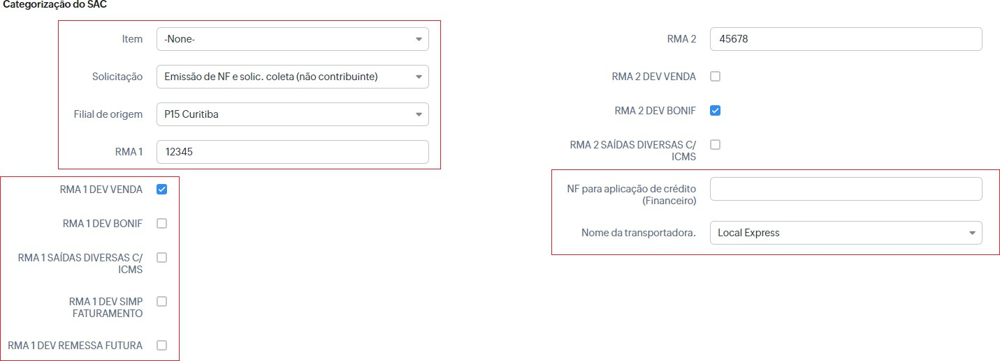 Categorização do SAC
Item
-None-
Solicitação
Emissão de NF e solic. coleta (não contribuinte)
Filial de origem
P15 Curitiba
RMA 1
12345
RMA 1 DEV VENDA
RMA 1 DEV BONIF
RMA 1 SAÍDAS DIVERSAS C/
ICMS
RMA 1 DEV SIMP
FATURAMENTO
RMA 1 DEV REMESSA FUTURA
RMA 2
45678
RMA 2 DEV VENDA
RMA 2 DEV BONIF
RMA 2 SAÍDAS DIVERSAS C/
ICMS
NF para aplicação de crédito
(Financeiro)
Nome da transportadora.
Local Express